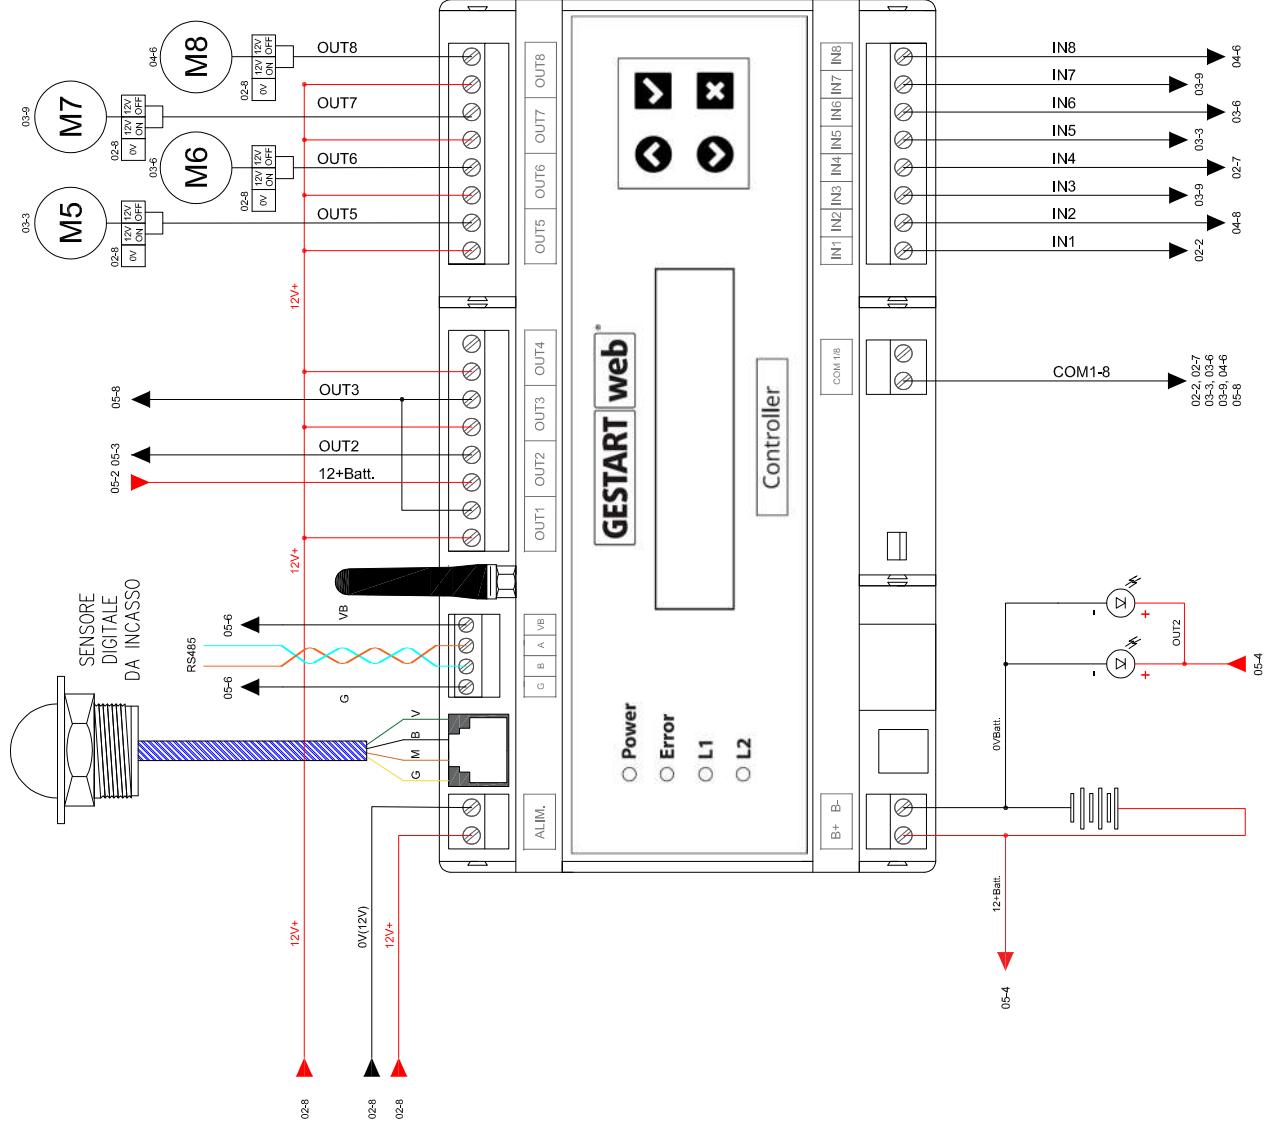 04-6
M8
12V OFF
12V ON
0V
02-8
OUT8
03-9
M7
12V OFF
12V ON
0V
02-8
OUT7
03-6
M6
12V OFF
12V ON
0V
02-8
OUT6
03-3
M5
12V OFF
12V ON
0V
02-8
OUT5
12V+
OUT8
OUT7
OUT6
OUT5
05-8
OUT3
05-3
OUT2
05-2
12+Batt.
12V+
OUT4
OUT3
OUT2
OUT1
SENSORE
DIGITALE
DA INCASSO
05-6
VB
RS485
05-6
G
VB
A
B
G
V
B
M
G
ALIM.
12V+
0V(12V)
12V+
02-8
02-8
02-8
GESTART web
®
Controller
Power
Error
L1
L2
IN8
IN7
IN6
IN5
IN4
IN3
IN2
IN1
IN8
04-6
IN7
03-9
IN6
03-6
IN5
03-3
IN4
02-7
IN3
03-9
IN2
04-8
IN1
02-2
COM 1/8
COM1-8
02-2, 02-7
03-3, 03-6
03-9, 04-6
05-8
-
+
-
+
OUT2
05-4
0VBatt.
B-
B+
12+Batt.
05-4